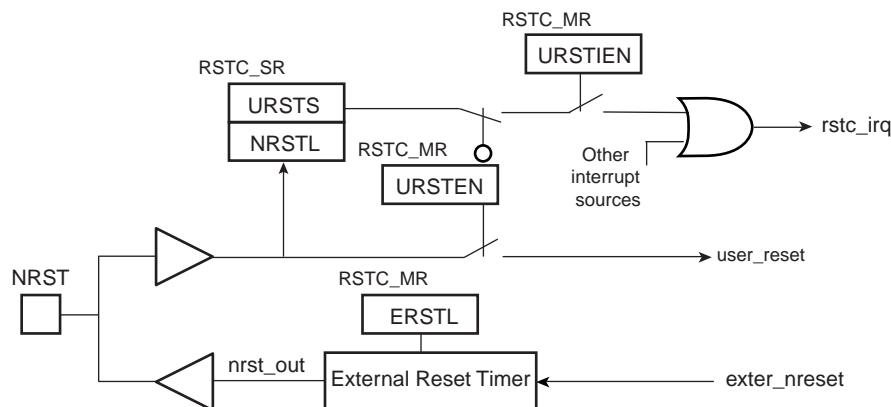 RSTC_MR
URSTIEN
RSTC_SR
URSTS
NRSTL
rstc_irq
RSTC_MR
URSTEN
Other
interrupt
sources
user_reset
NRST
RSTC_MR
ERSTL
nrst_out
External Reset Timer
exter_nreset